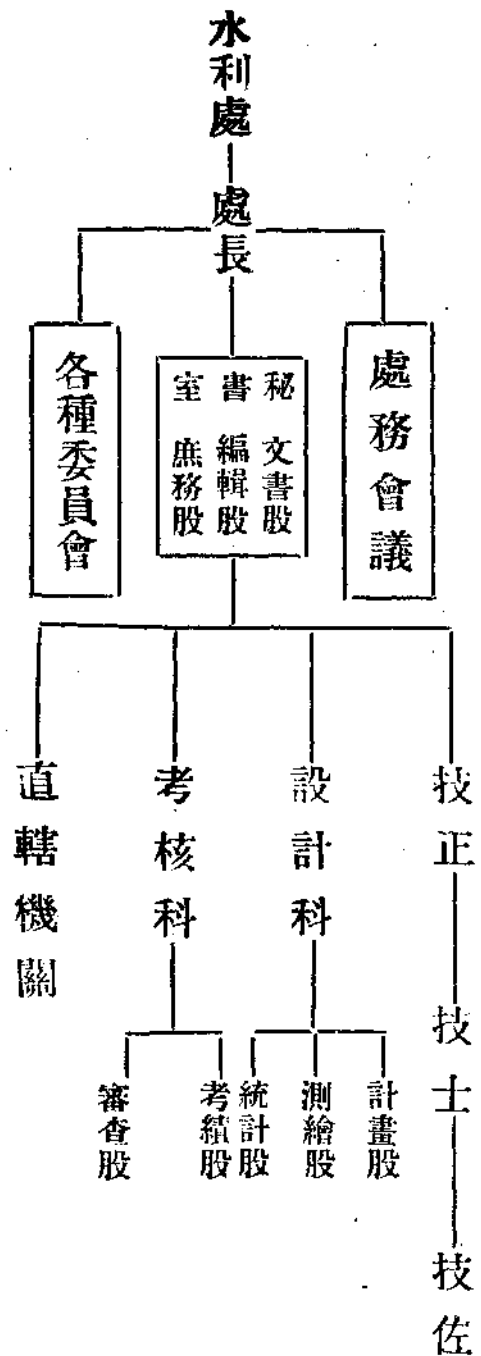 水利處
處長
處務會議
秘書室
文書股
編輯股
庶務股
各種委員會
技正
技士
技佐
設計科
計畫股
測繪股
統計股
考核科
考績股
審查股
直轄機關